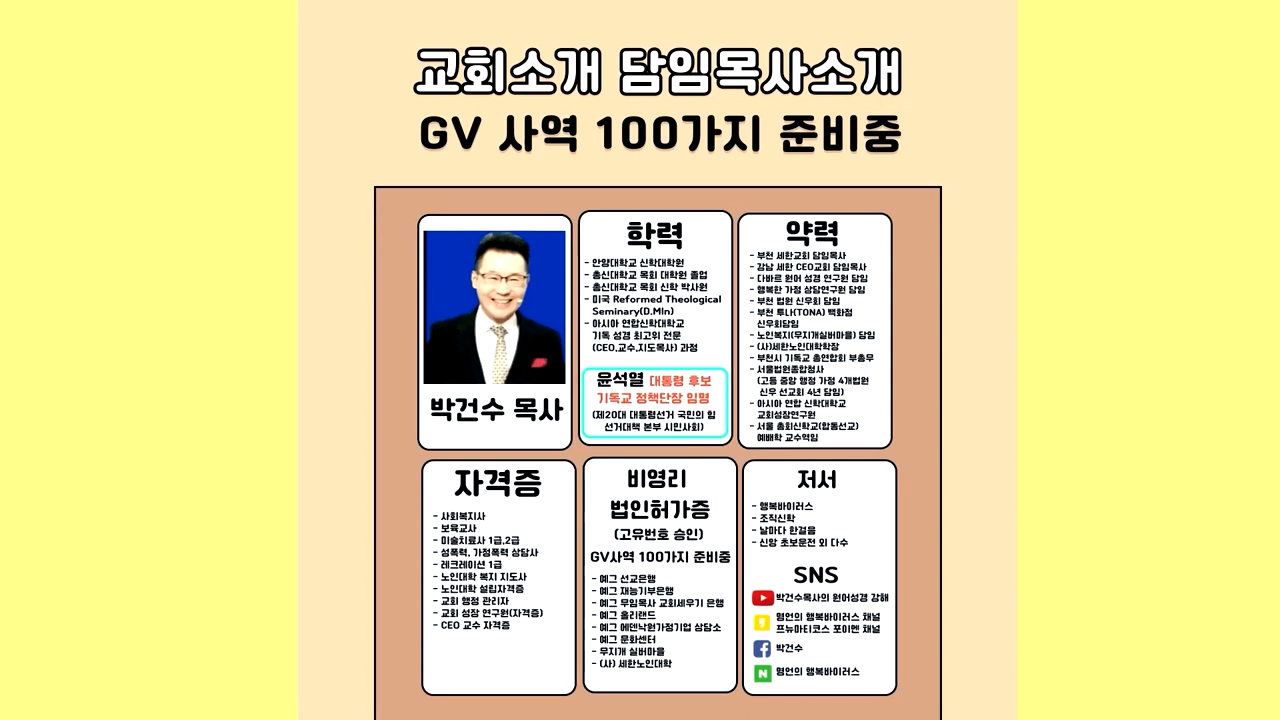 교회소개 담임목사소개
GV 사역 100가지 준비중
박건수 목사
학력
- 안양대학교 신학대학원
- 총신대학교 목회 대학원 졸업
- 총신대학교 목회 신학 박사원
- 미국 Reformed Theological
Seminary(D.MIn)
- 아시아 연합신학대학교
기독 성경 최고위 전문
(CEO,교수,지도목사) 과정
윤석열 대통령 후보
기독교 정책단장 임명
(제20대 대통령선거 국민의 힘
선거대책 본부 시민사회)
약력
- 부천 세한교회 담임목사
- 강남 세한 CEO교회 담임목사
- 다바르 원어 성경 연구원 담임
- 행복한 가정 상담연구원 담임
- 부천 법원 신우회 담임
- 부천 투나(TONA) 백화점
신우회담임
- 노인복지(무지개실버마을) 담임
- (사)세한노인대학학장
- 부천시 기독교 총연합회 부총무
- 서울법원종합청사
(고등 중앙 행정 가정 4개법원
신우 선교회 4년 담임)
- 아시아 연합 신학대학교
교회성장연구원
- 서울 총회신학교(합동선교)
예배학 교수역임
자격증
- 사회복지사
- 보육교사
- 미술치료사 1급,2급
- 성폭력, 가정폭력 상담사
- 레크레이션 1급
- 노인대학 복지 지도사
- 노인대학 설립자격증
- 교회 행정 관리자
- 교회 성장 연구원(자격증)
- CEO 교수 자격증
비영리
법인허가증
(고유번호 승인)
GV사역 100가지 준비중
- 예그 선교은행
- 예그 재능기부은행
- 예그 무임목사 교회세우기 은행
- 예그 올리랜드
- 예그 에덴낙원가정기업 상담소
- 예그 문화센터
- 무지개 실버마을
- (사) 세한노인대학
저서
- 행복바이러스
- 조직신학
- 날마다 한걸음
- 신앙 초보문전 외 다수
SNS
박건수목사의 원어성경 강해
명언의 행복바이러스 채널
프뉴마티코스 포이멘 채널
박건수
명언의 행복바이러스